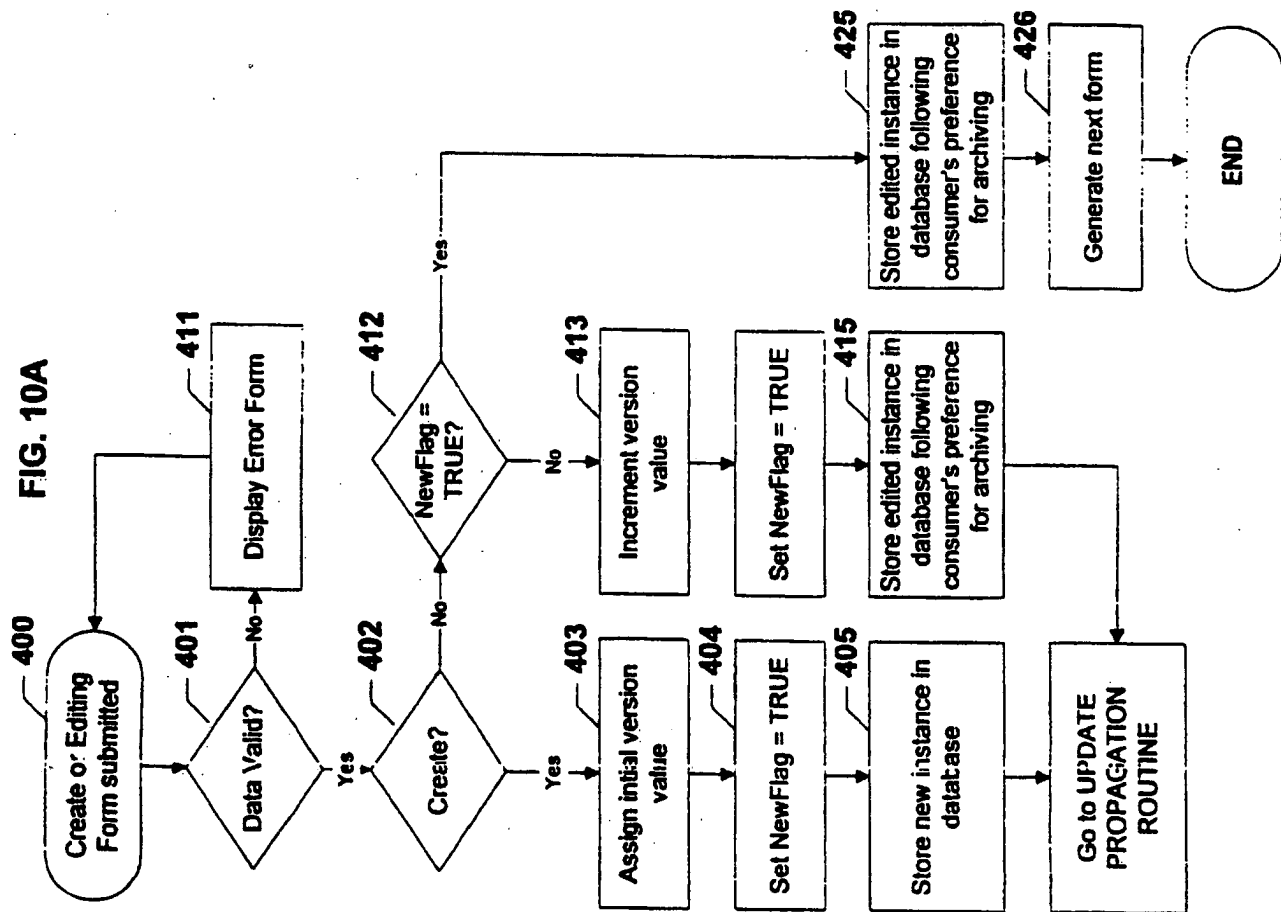 FIG. 10A
400
Create or Editing
Form submitted
401
Data Valid?
No
411
Display Error Form
Yes
402
Create?
No
412
NewFlag =
TRUE?
Yes
Yes
403
Assign intitial version
value
404
Set NewFlag = TRUE
405
Store new instance in
database
No
413
Increment version
value
Set NewFlag = TRUE
415
Store edited instance in
database following
consumer's preference
for archiving
Go to UPDATE
PROPAGATION
ROUTINE
425
Store edited instance in
database following
consumer's preference
for archiving
426
Generate next form
END